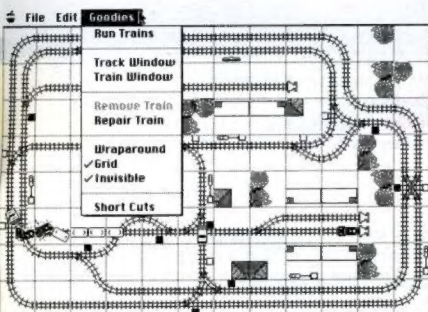 File Edit Goodies
Run Trains
Track Window
Train Window
Remove Train
Repair Train
Wraparound
✓Grid
✓Invisible
Short Cuts